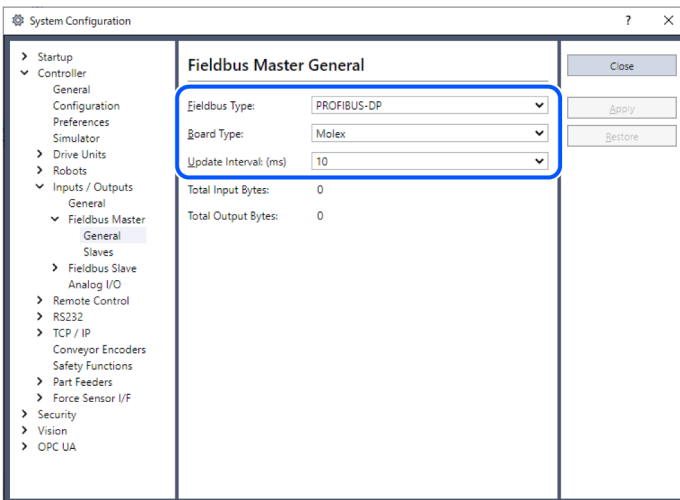 System Configuration
?
Startup
Controller
General
Configuration
Preferences
Simulator
Drive Units
Robots
Inputs / Outputs
General
Fieldbus Master
General
Slaves
Fieldbus Slave
Analog I/O
Remote Control
RS232
TCP / IP
Conveyor Encoders
Safety Functions
Part Feeders
Force Sensor I/F
Security
Vision
OPC UA
Fieldbus Master General
Fieldbus Type: PROFIBUS-DP
Board Type: Molex
Update Interval: (ms) 10
Total Input Bytes: 0
Total Output Bytes: 0
Close
Apply
Restore